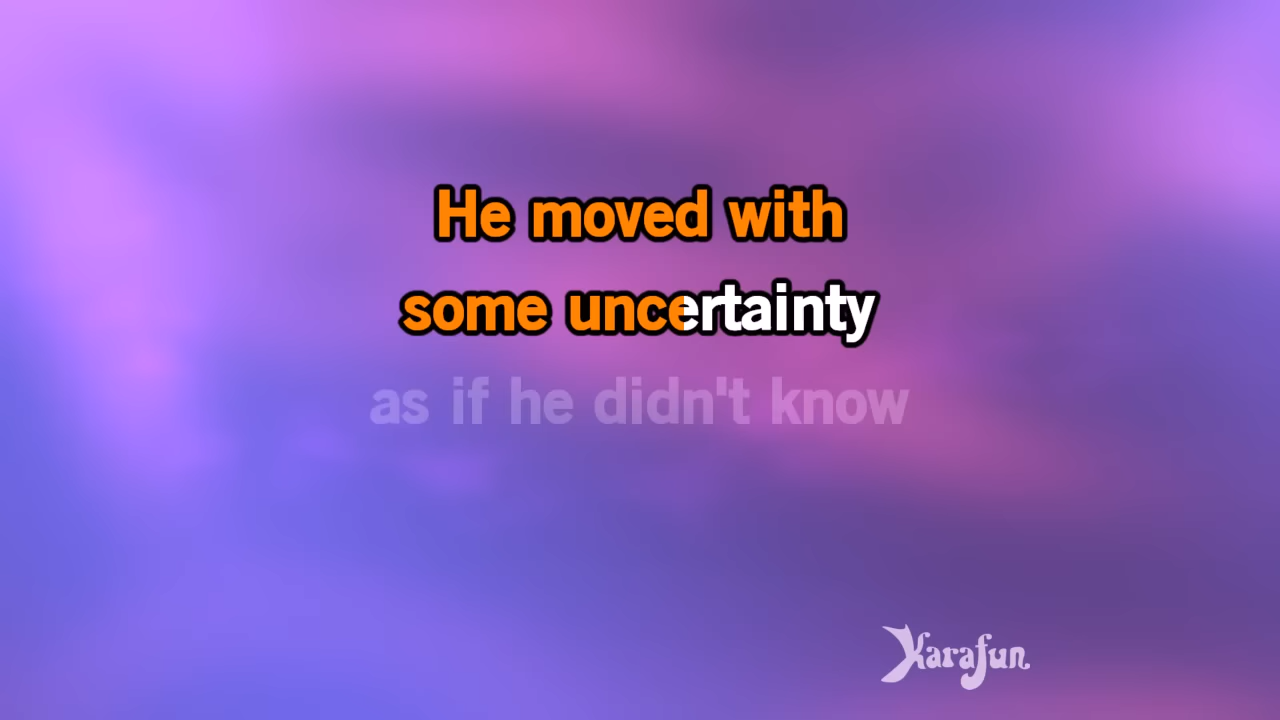 He moved with
some uncertainty
as if he didn't know
Karafun